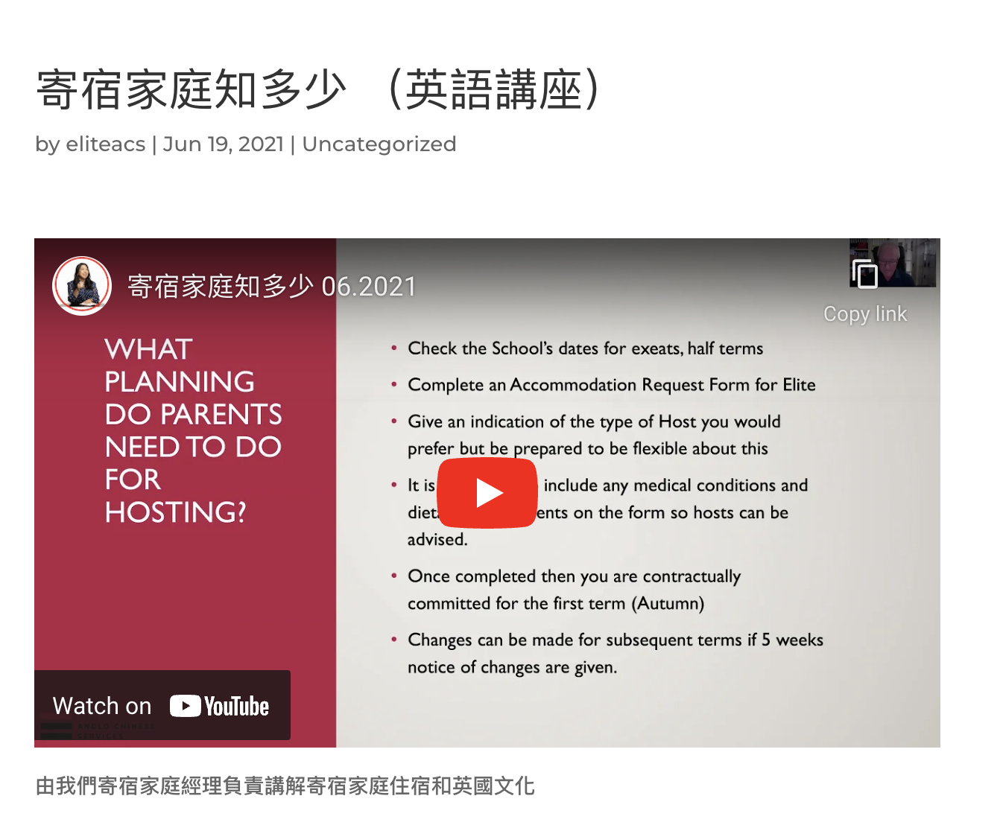 寄宿家庭知多少 （英語講座）
by eliteacs | Jun 19, 2021 | Uncategorized
寄宿家庭知多少 06.2021
Copy link
WHAT
PLANNING
DO PARENTS
NEED TO DO
FOR
HOSTING?
• Check the School's dates for exeats, half terms
• Complete an Accommodation Request Form for Elite
• Give an indication of the type of Host you would
prefer but be prepared to be flexible about this
• It is include any medical conditions and
on the form so hosts can be
advised.
• Once completed then you are contractually
committed for the first term (Autumn)
• Changes can be made for subsequent terms if 5 weeks
notice of changes are given.
Watch on YouTube
ANGLO CHINESE
SERVICES
由我們寄宿家庭經理負責講解寄宿家庭住宿和英國文化